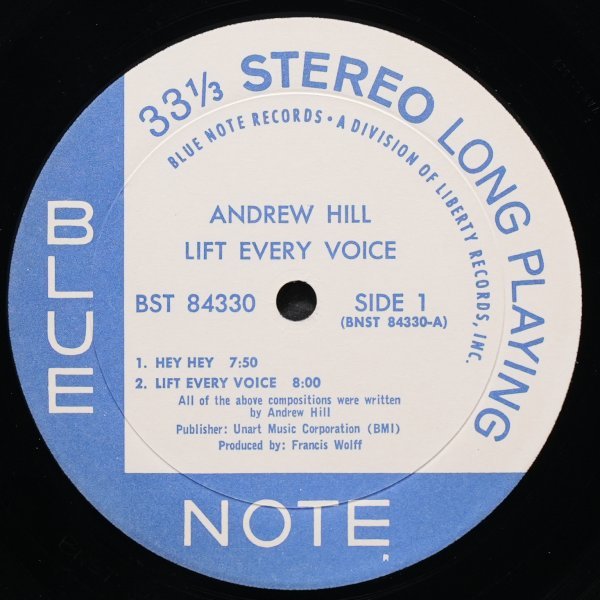 33⅓ STEREO LONG PLAYING
BLUE NOTE RECORDS • A DIVISION OF LIBERTY RECORDS, INC.
ANDREW HILL
LIFT EVERY VOICE
BST 84330 SIDE 1
(BNST 84330-A)
1. HEY HEY 7:50
2. LIFT EVERY VOICE 8:00
All of the above compositions were written
by Andrew Hill
Publisher: Unart Music Corporation (BMI)
Produced by: Francis Wolff
BLUE
NOTE
R